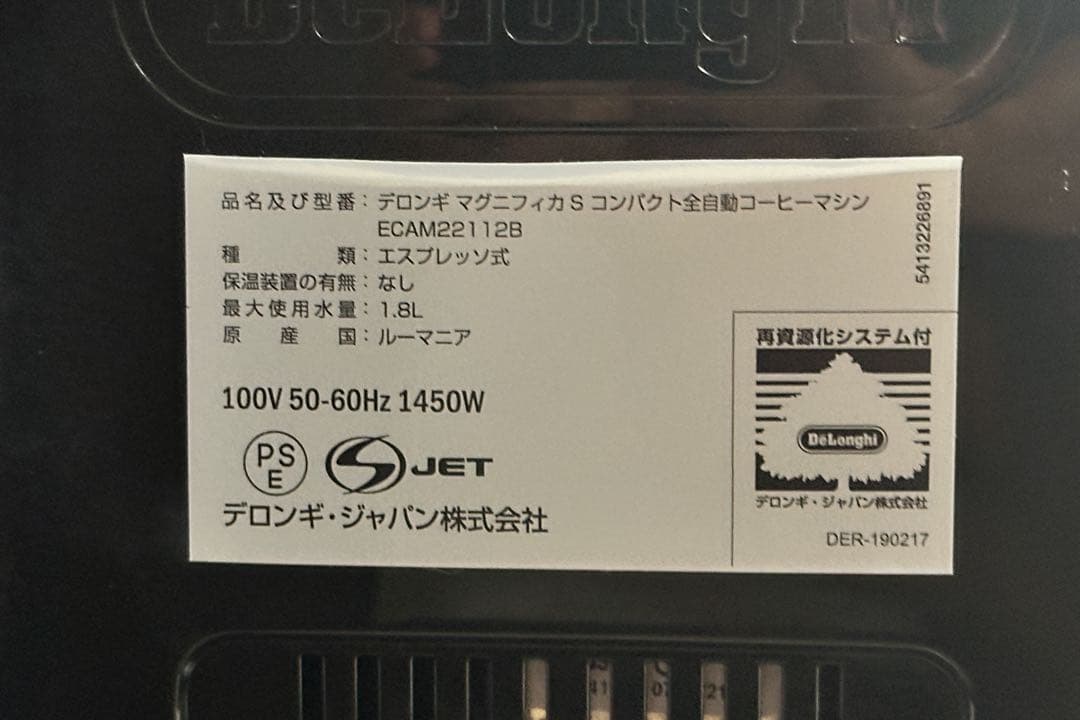 DeLonghi
品名及び型番：デロンギ マグニフィカ S コンパクト全自動コーヒーマシン
ECAM22112B
種類：エスプレッソ式
保温装置の有無：なし
最大使用水量：1.8L
原産国：ルーマニア
100V 50-60Hz 1450W
PS
E
S JET
デロンギ・ジャパン株式会社
5413226891
再資源化システム付
DeLonghi
デロンギ・ジャパン株式会社
DER-190217